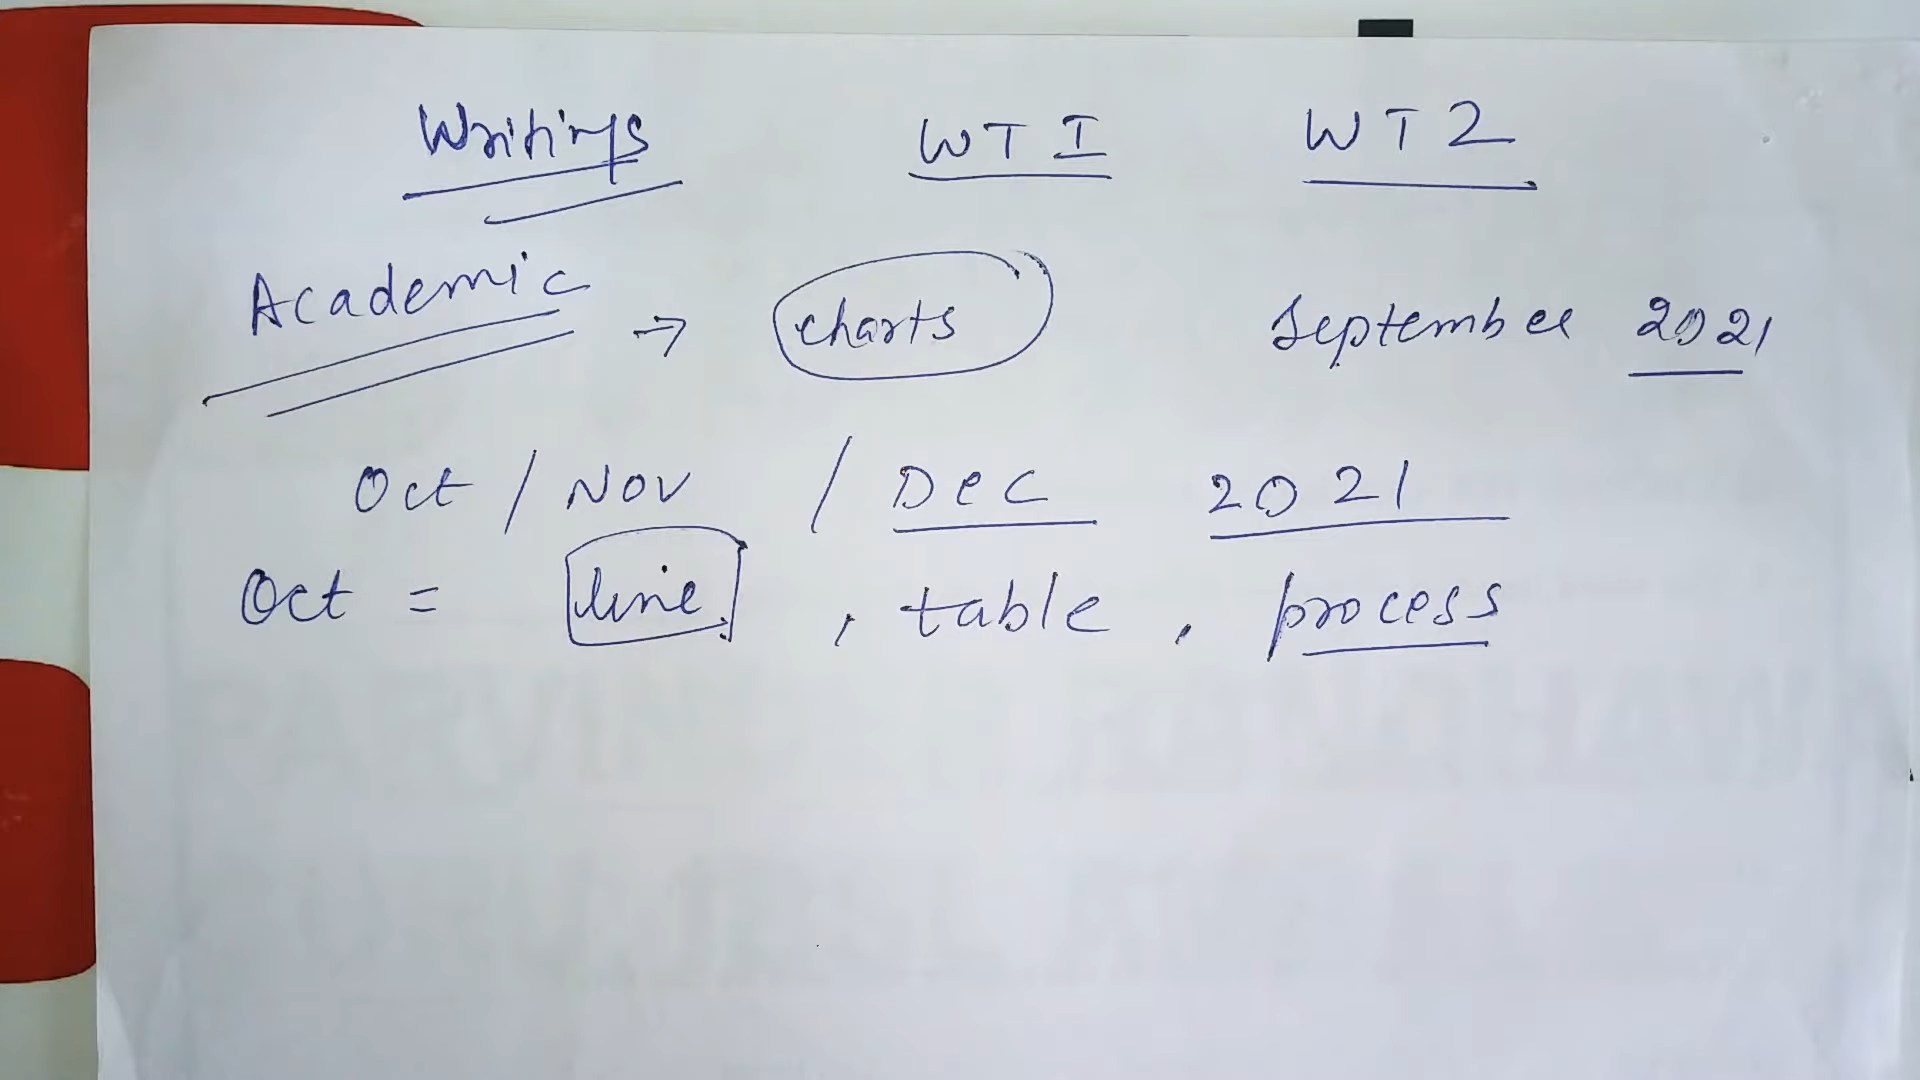 Writings WT I WT 2
Academic → charts September 2021
Oct / Nov / Dec 2021
Oct = line, table, process